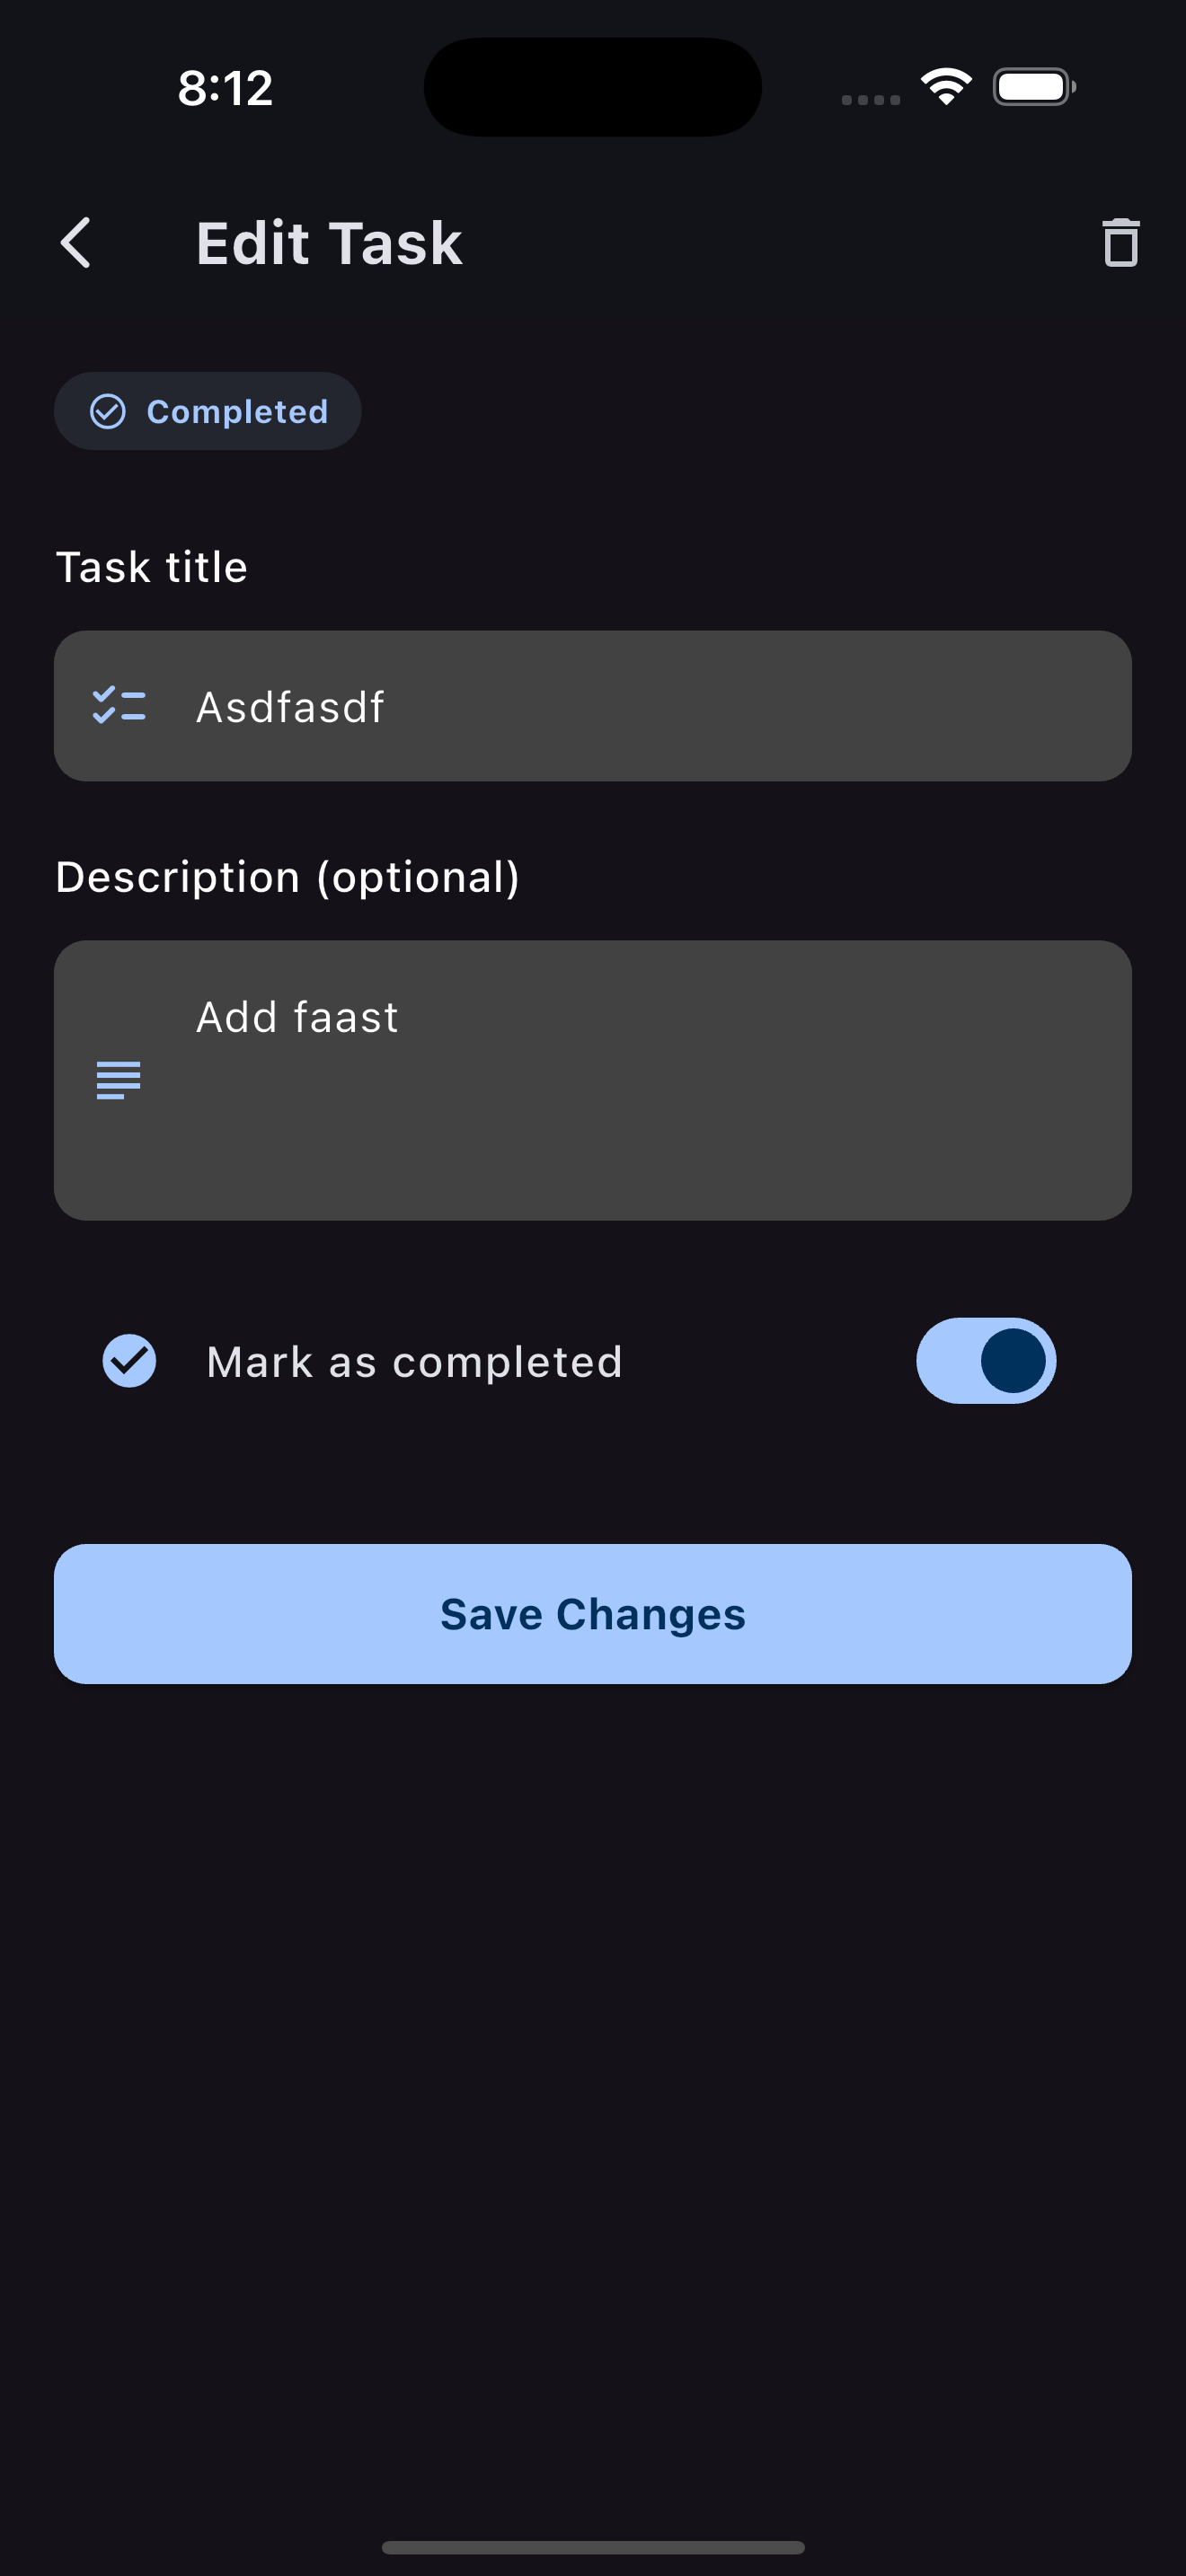 8:12
Edit Task
Completed
Task title
Asdfasdf
Description (optional)
Add faast
Mark as completed
Save Changes